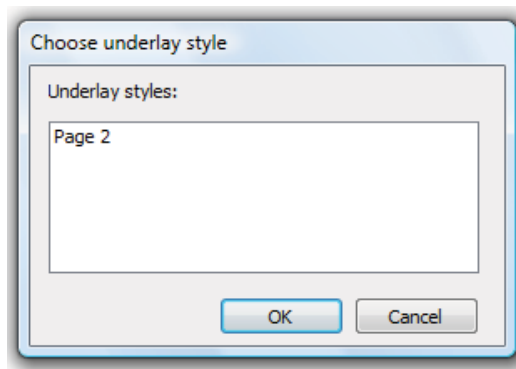 Choose underlay style
Underlay styles:
Page 2
OK Cancel